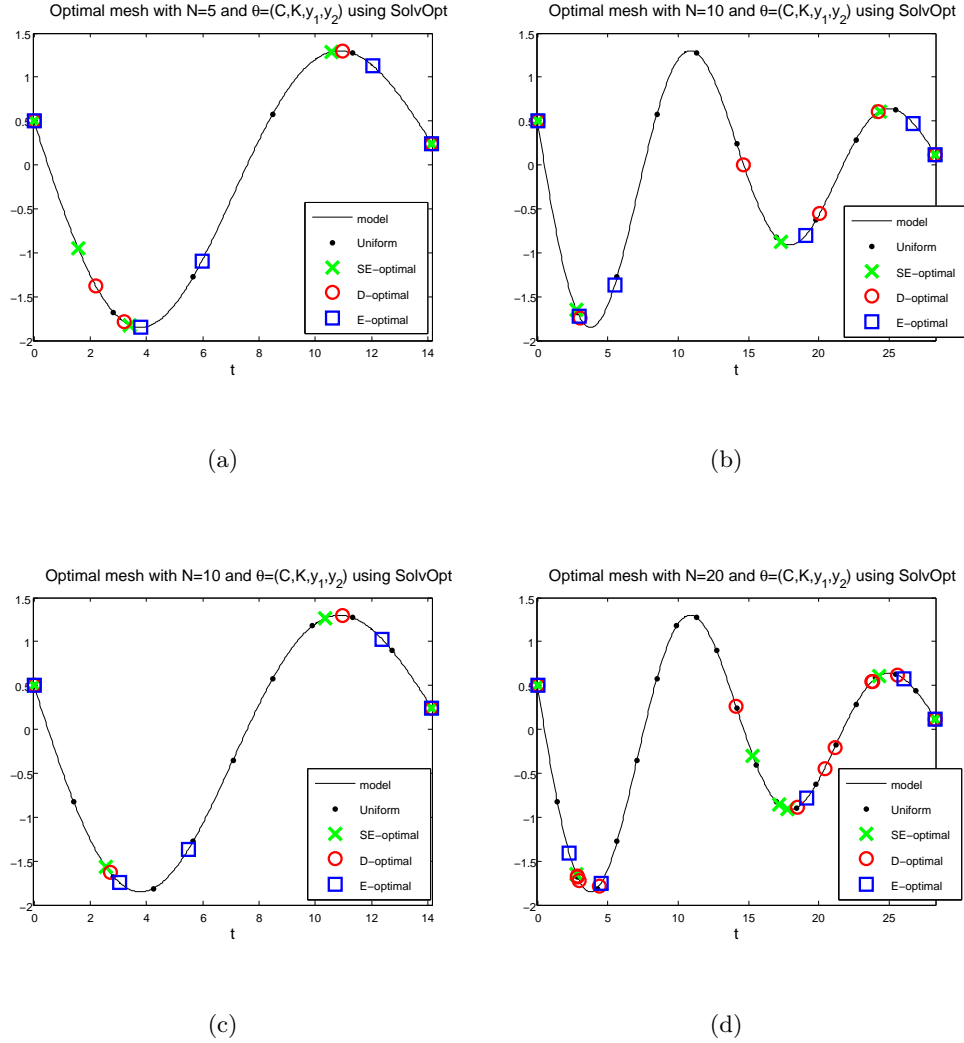 Optimal mesh with N=5 and θ=(C,K,y1,y2) using SolvOpt
1.5
1
0.5
0
−0.5
−1
−1.5
−2
0 2 4 6 8 10 12 14
t
model
Uniform
SE−optimal
D−optimal
E−optimal
(a)
Optimal mesh with N=10 and θ=(C,K,y1,y2) using SolvOpt
1.5
1
0.5
0
−0.5
−1
−1.5
−2
0 5 10 15 20 25
t
model
Uniform
SE−optimal
D−optimal
E−optimal
(b)
Optimal mesh with N=10 and θ=(C,K,y1,y2) using SolvOpt
1.5
1
0.5
0
−0.5
−1
−1.5
−2
0 2 4 6 8 10 12 14
t
model
Uniform
SE−optimal
D−optimal
E−optimal
(c)
Optimal mesh with N=20 and θ=(C,K,y1,y2) using SolvOpt
1.5
1
0.5
0
−0.5
−1
−1.5
−2
0 5 10 15 20 25
t
model
Uniform
SE−optimal
D−optimal
E−optimal
(d)